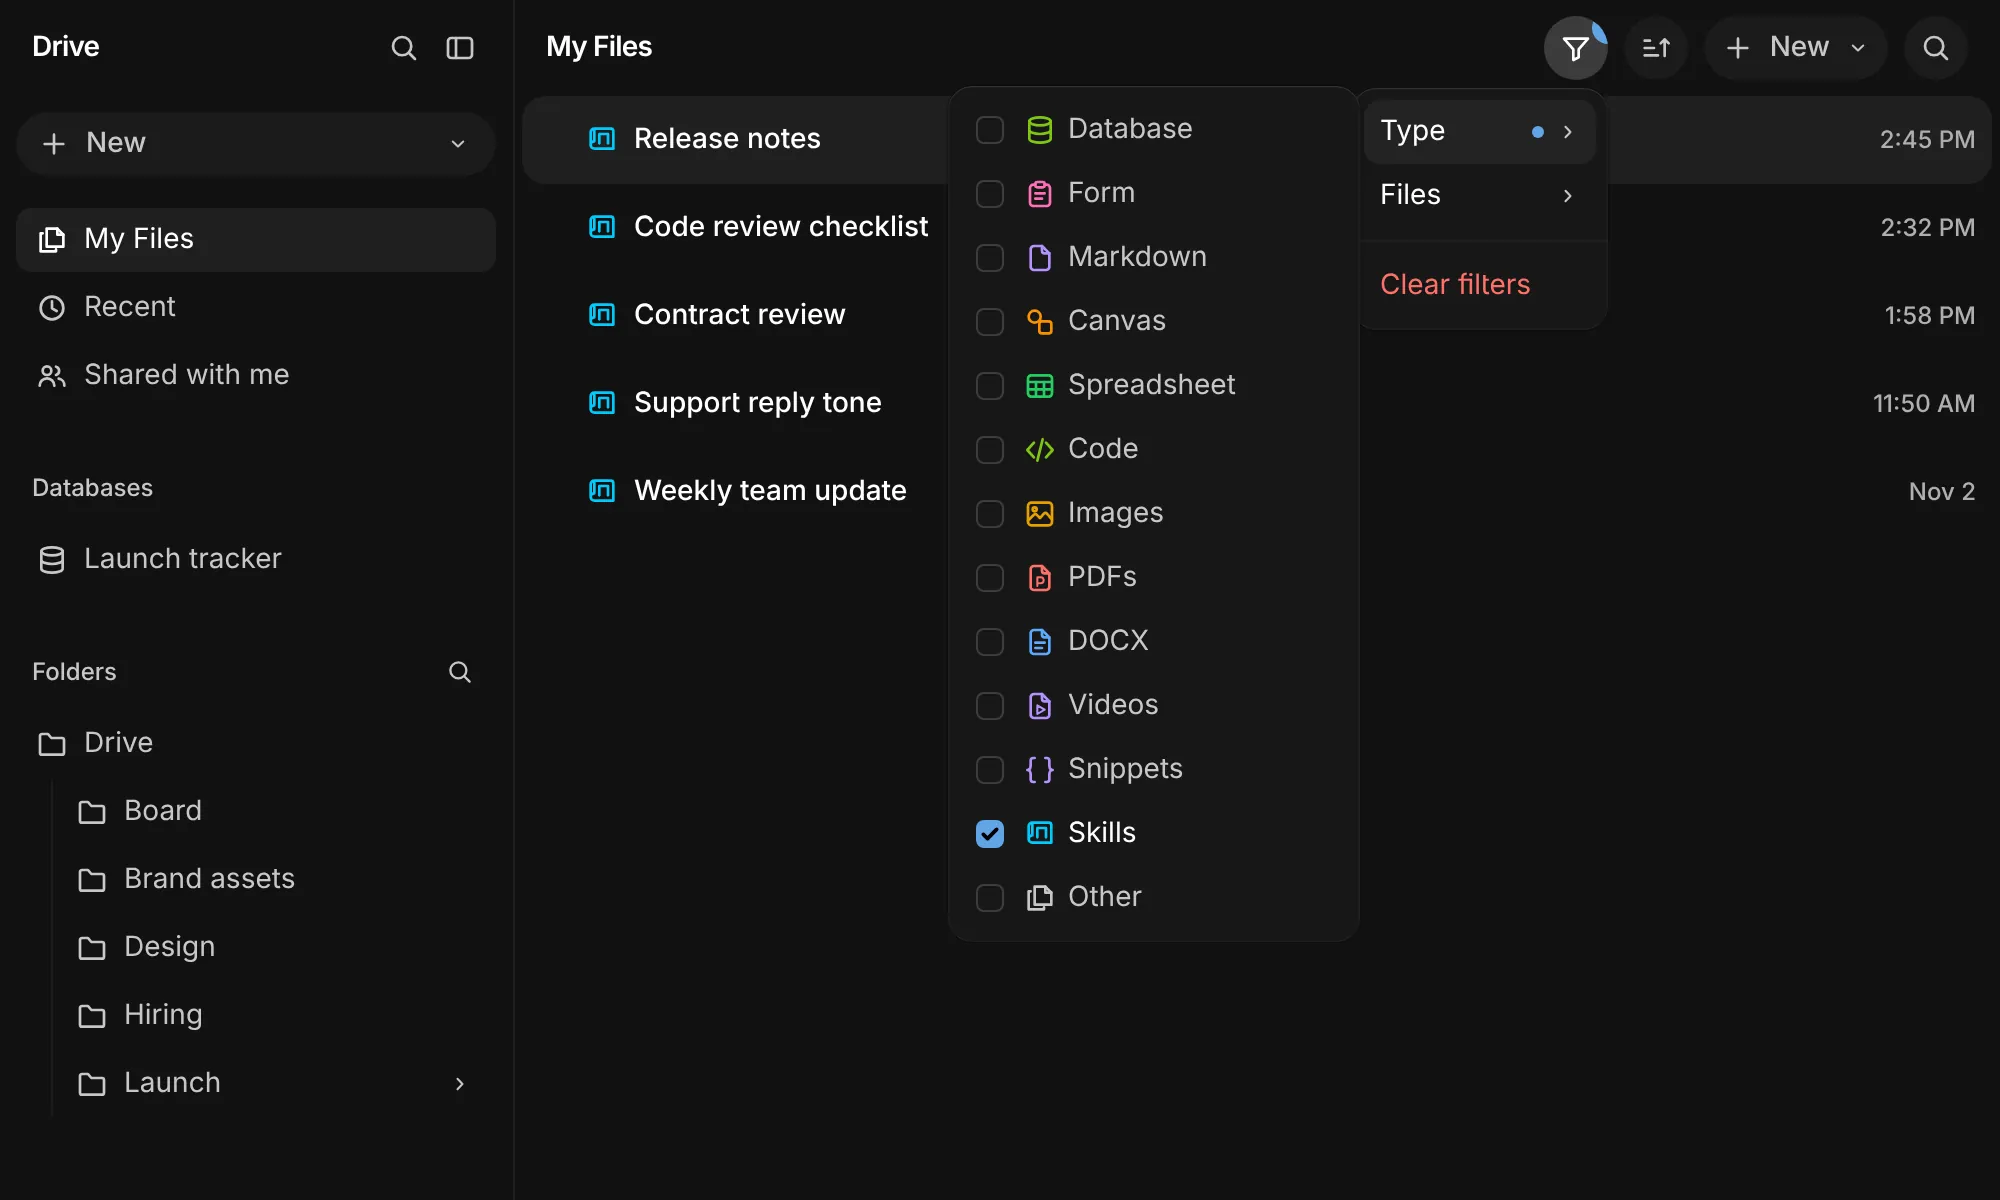 Drive
New
My Files
Recent
Shared with me
Databases
Launch tracker
Folders
Drive
Board
Brand assets
Design
Hiring
Launch
My Files
New
Release notes
2:45 PM
Code review checklist
2:32 PM
Contract review
1:58 PM
Support reply tone
11:50 AM
Weekly team update
Nov 2
Database
Form
Markdown
Canvas
Spreadsheet
Code
Images
PDFs
DOCX
Videos
Snippets
Skills
Other
Type
Files
Clear filters